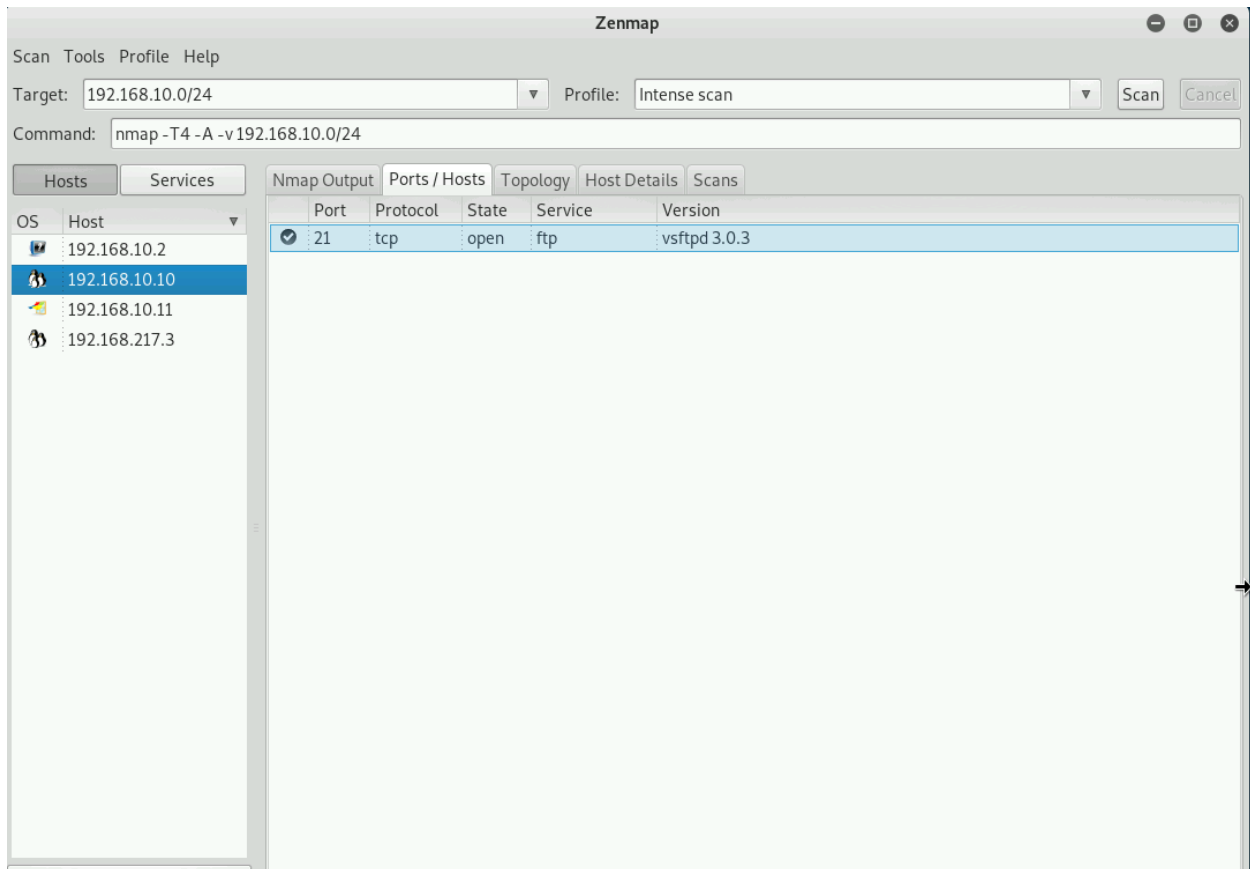 Zenmap
Scan Tools Profile Help
Target: 192.168.10.0/24 Profile: Intense scan Scan Cancel
Command: nmap -T4 -A -v 192.168.10.0/24
Hosts Services Nmap Output Ports / Hosts Topology Host Details Scans
OS Host Port Protocol State Service Version
192.168.10.2 21 tcp open ftp vsftpd 3.0.3
192.168.10.10
192.168.10.11
192.168.217.3